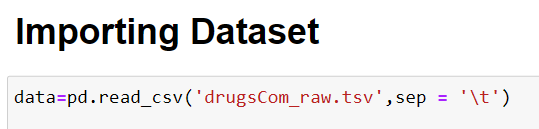 Importing Dataset
data=pd.read_csv('drugsCom_raw.tsv',sep = '\t')